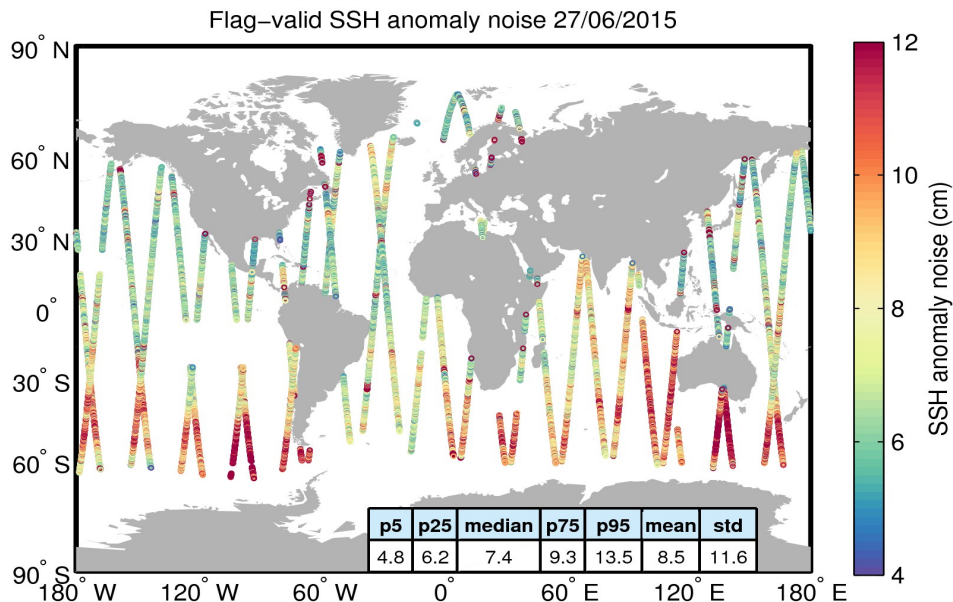 Flag−valid SSH anomaly noise 27/06/2015
90° N
60° N
30° N
0°
30° S
60° S
90° S
180° W
120° W
60° W
0°
60° E
120° E
180° E
p5 p25 median p75 p95 mean std
4.8 6.2 7.4 9.3 13.5 8.5 11.6
12
10
8
6
4
SSH anomaly noise (cm)